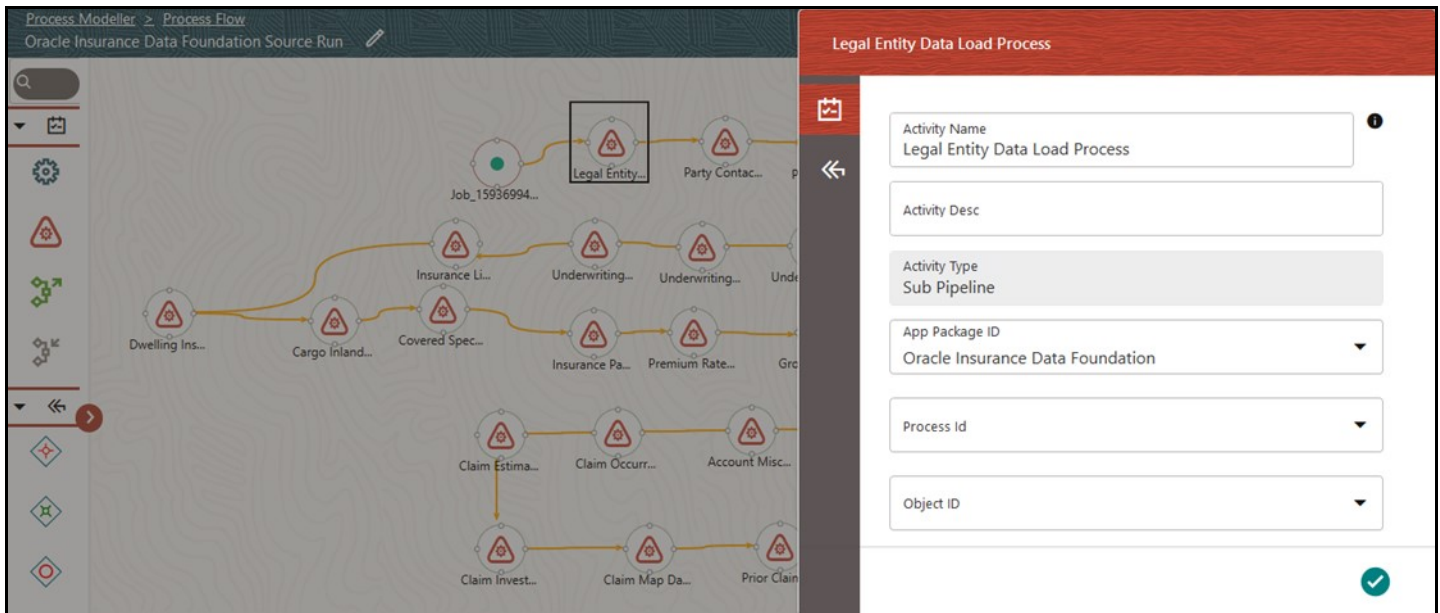 Process Modeller > Process Flow
Oracle Insurance Data Foundation Source Run
Legal Entity Data Load Process
Legal Entity...
Party Contac...
P
Job_15936994...
Insurance Li...
Underwriting...
Underwriting...
Unde
Dwelling Ins...
Cargo Inland...
Covered Spec...
Insurance Pa...
Premium Rate...
Gro
Claim Estima...
Claim Occurr...
Account Misc...
Claim Invest...
Claim Map Da...
Prior Clain
Activity Name
Legal Entity Data Load Process
Activity Desc
Activity Type
Sub Pipeline
App Package ID
Oracle Insurance Data Foundation
Process Id
Object ID